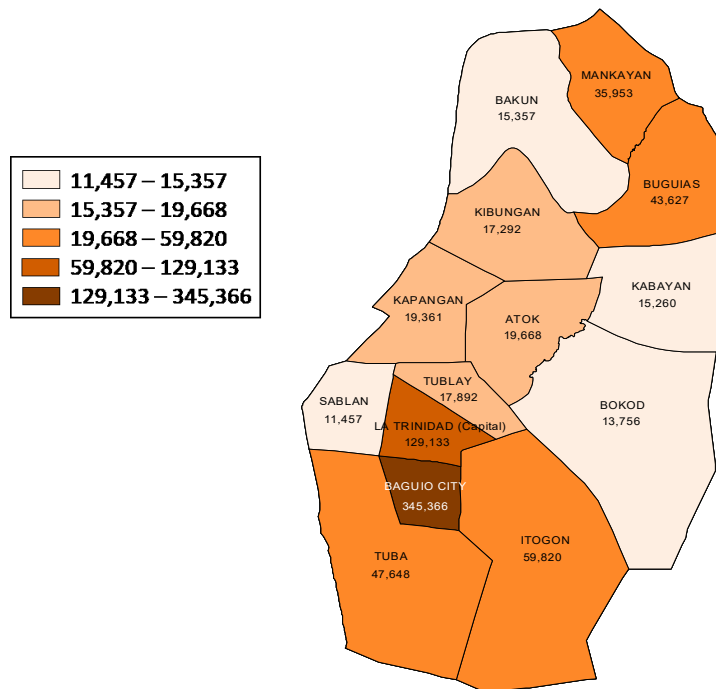 MANKAYAN
35,953
BAKUN
15,357
11,457 – 15,357
15,357 – 19,668
19,668 – 59,820
59,820 – 129,133
129,133 – 345,366
BUGUIAS
43,627
KIBUNGAN
17,292
KABAYAN
15,260
KAPANGAN
19,361
ATOK
19,668
TUBLAY
17,892
SABLAN
11,457
BOKOD
13,756
LA TRINIDAD (Capital)
129,133
BAGUIO CITY
345,366
ITOGON
59,820
TUBA
47,648